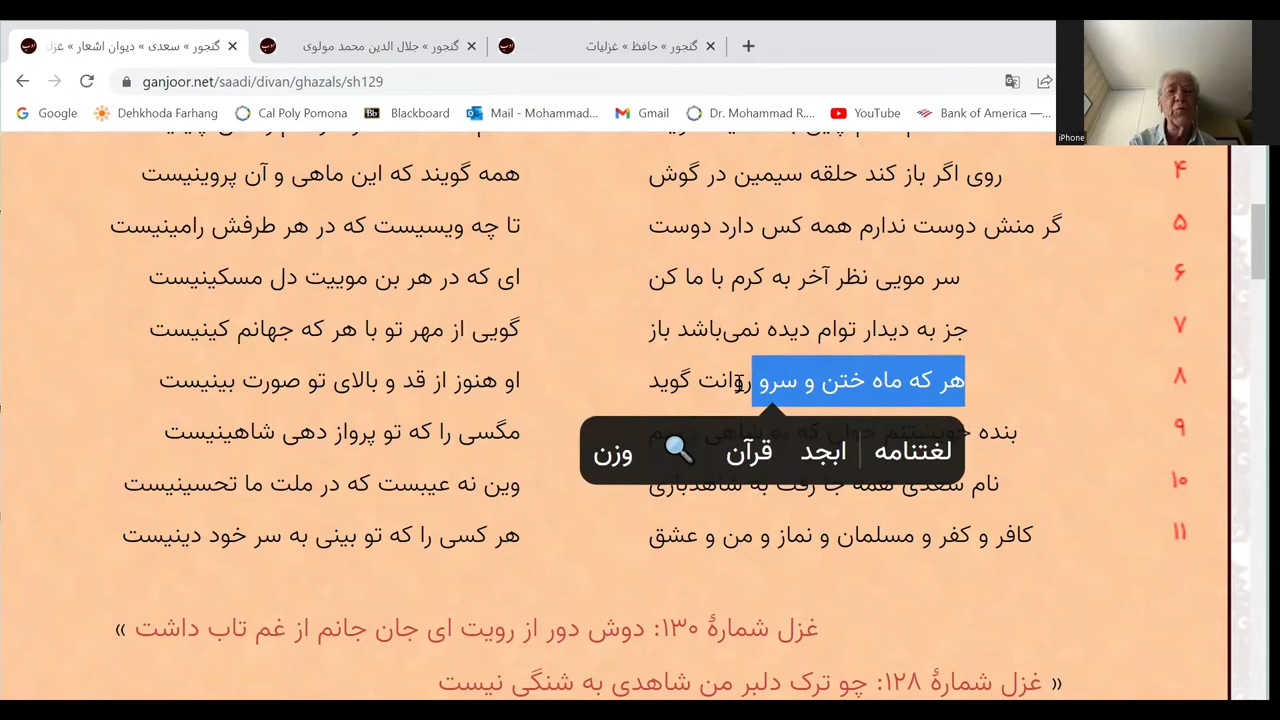 گنجور » سعدی » دیوان اشعار » غزل
گنجور » جلال الدین محمد مولوی
گنجور » حافظ » غزلیات
ganjoor.net/saadi/divan/ghazals/sh129
Google Dehkhoda Farhang Cal Poly Pomona Blackboard Mail - Mohammad... Gmail Dr. Mohammad R.... YouTube Bank of America —...
iPhone
۴ روی اگر باز کند حلقه سیمین در گوش همه گویند که این ماهی و آن پروینیست
۵ گر منش دوست ندارم همه کس دارد دوست تا چه ویسیست که در هر طرفش رامینیست
۶ سر مویی نظر آخر به کرم با ما کن ای که در هر بن موییت دل مسکینیست
۷ جز به دیدار توام دیده نمی‌باشد باز گویی از مهر تو با هر که جهانم کینیست
۸ هر که ماه ختن و سرو روانت گوید او هنوز از قد و بالای تو صورت بینیست
۹ بنده خویشتنم خوان که به شاهی برسم مگسی را که تو پرواز دهی شاهینیست
لغتنامه ابجد قرآن وزن
۱۰ نام سعدی همه جا رفت به شاهدبازی وین نه عیبست که در ملت ما تحسینیست
۱۱ کافر و کفر و مسلمان و نماز و من و عشق هر کسی را که تو بینی به سر خود دینیست
غزل شمارهٔ ۱۳۰: دوش دور از رویت ای جان جانم از غم تاب داشت »
« غزل شمارهٔ ۱۲۸: چو ترک دلبر من شاهدی به شنگی نیست